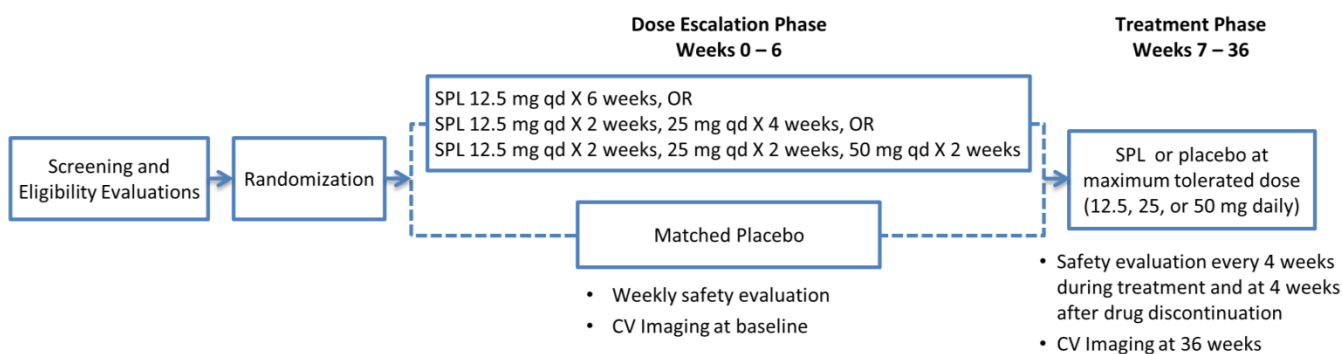 Dose Escalation Phase
Weeks 0 – 6
Treatment Phase
Weeks 7 – 36
Screening and
Eligibility Evaluations
Randomization
SPL 12.5 mg qd X 6 weeks, OR
SPL 12.5 mg qd X 2 weeks, 25 mg qd X 4 weeks, OR
SPL 12.5 mg qd X 2 weeks, 25 mg qd X 2 weeks, 50 mg qd X 2 weeks
Matched Placebo
• Weekly safety evaluation
• CV Imaging at baseline
SPL or placebo at
maximum tolerated dose
(12.5, 25, or 50 mg daily)
• Safety evaluation every 4 weeks
during treatment and at 4 weeks
after drug discontinuation
• CV Imaging at 36 weeks